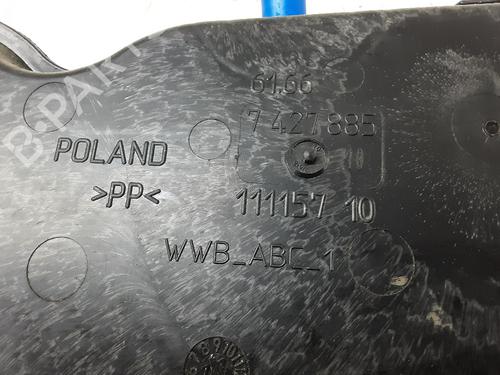 61.66
7 427 885
POLAND
>PP<
111157 10
WWB_ABC_1